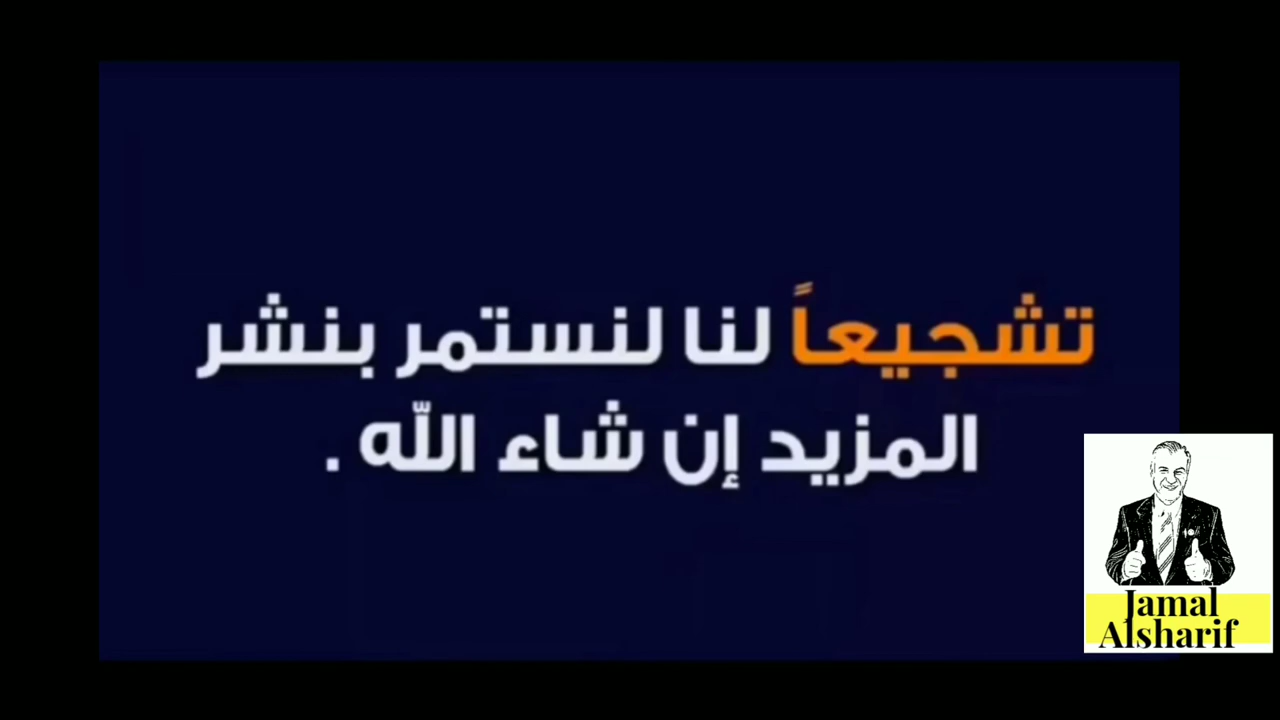 تشجيعاً لنا لنستمر بنشر
المزيد إن شاء الله .
Jamal
Alsharif